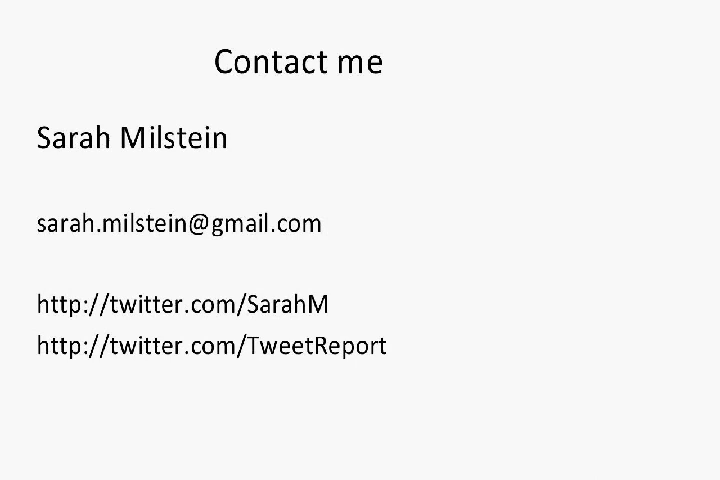 Contact me
Sarah Milstein
sarah.milstein@gmail.com
http://twitter.com/SarahM
http://twitter.com/TweetReport